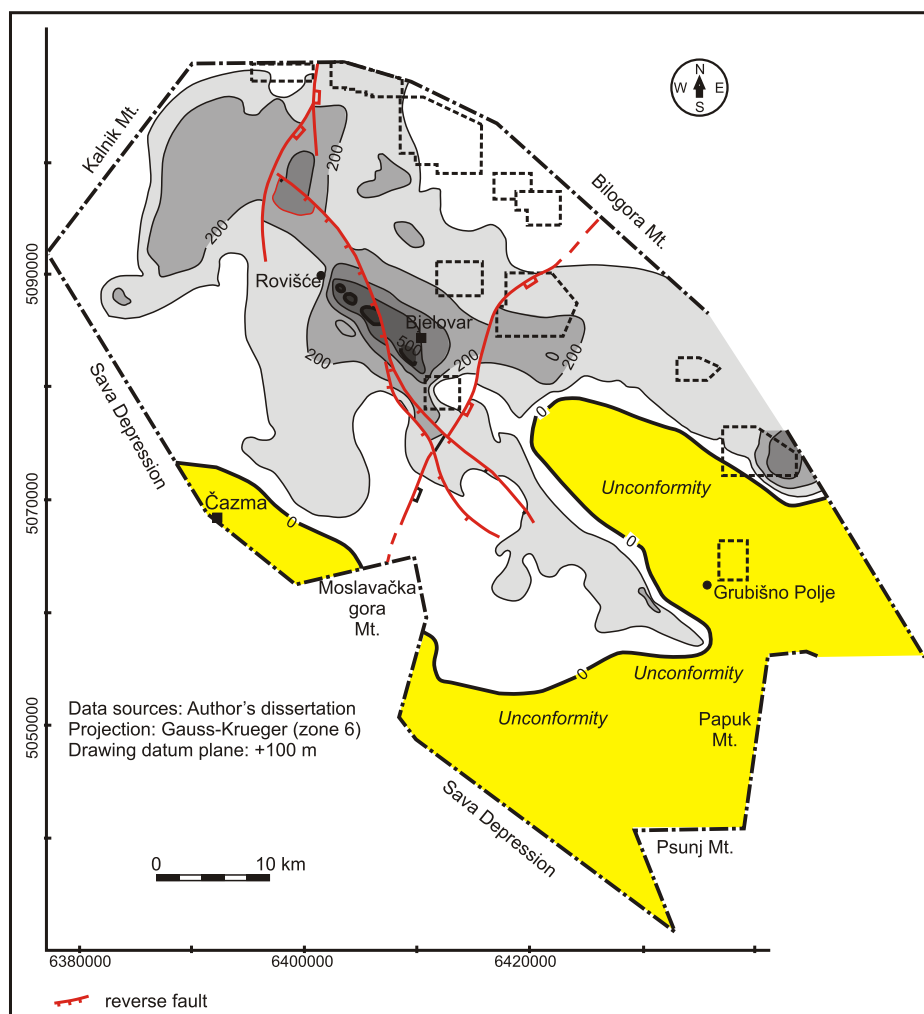 N
W E
S
Kalnik Mt.
200
200
Bilogora Mt.
5090000
Rovišće
Bjelovar
500
200
200
200
Sava Depression
0
Unconformity
5070000
Čazma
0
0
Moslavačka
gora
Mt.
Grubišno Polje
0
Unconformity
Unconformity
Data sources: Author's dissertation
Projection: Gauss-Krueger (zone 6)
Drawing datum plane: +100 m
5050000
Papuk
Mt.
Sava Depression
Psunj Mt.
0 10 km
6380000 6400000 6420000
reverse fault